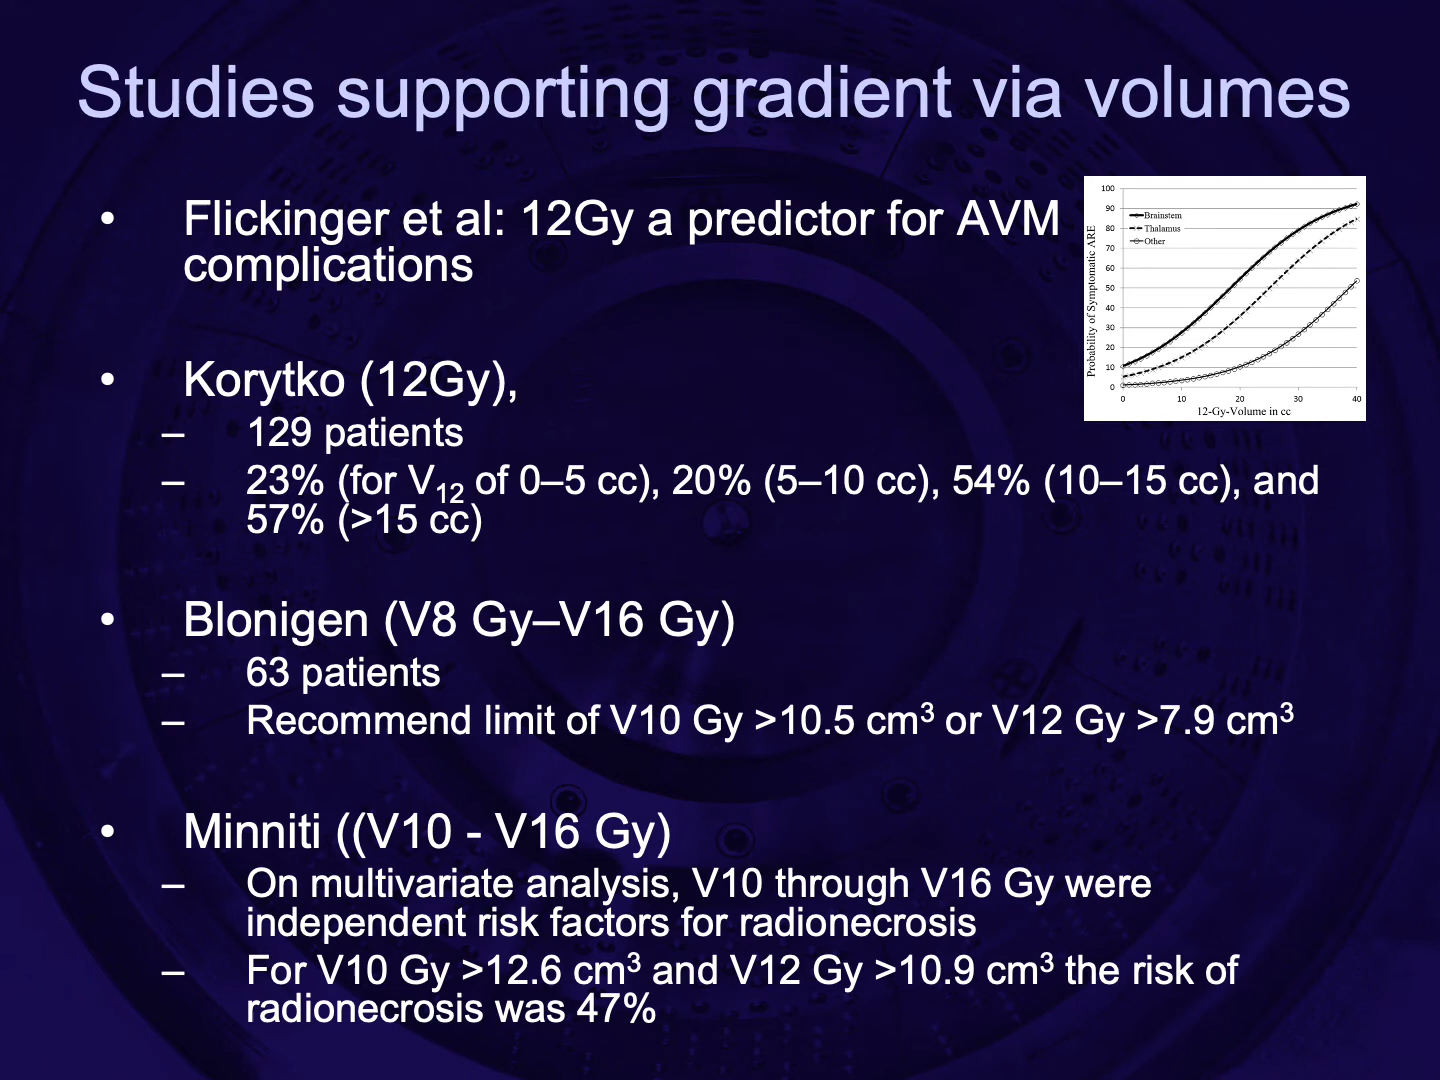 Studies supporting gradient via volumes
• Flickinger et al: 12Gy a predictor for AVM
complications
100
90
80
70
60
50
40
30
20
10
0
Brainstem
Thalamus
Other
Probability of Symptomatic ARE
0 10 20 30 40
12-Gy-Volume in cc
• Korytko (12Gy),
– 129 patients
– 23% (for V12 of 0–5 cc), 20% (5–10 cc), 54% (10–15 cc), and
57% (>15 cc)
• Blonigen (V8 Gy–V16 Gy)
– 63 patients
– Recommend limit of V10 Gy >10.5 cm³ or V12 Gy >7.9 cm³
• Minniti ((V10 - V16 Gy)
– On multivariate analysis, V10 through V16 Gy were
independent risk factors for radionecrosis
– For V10 Gy >12.6 cm³ and V12 Gy >10.9 cm³ the risk of
radionecrosis was 47%